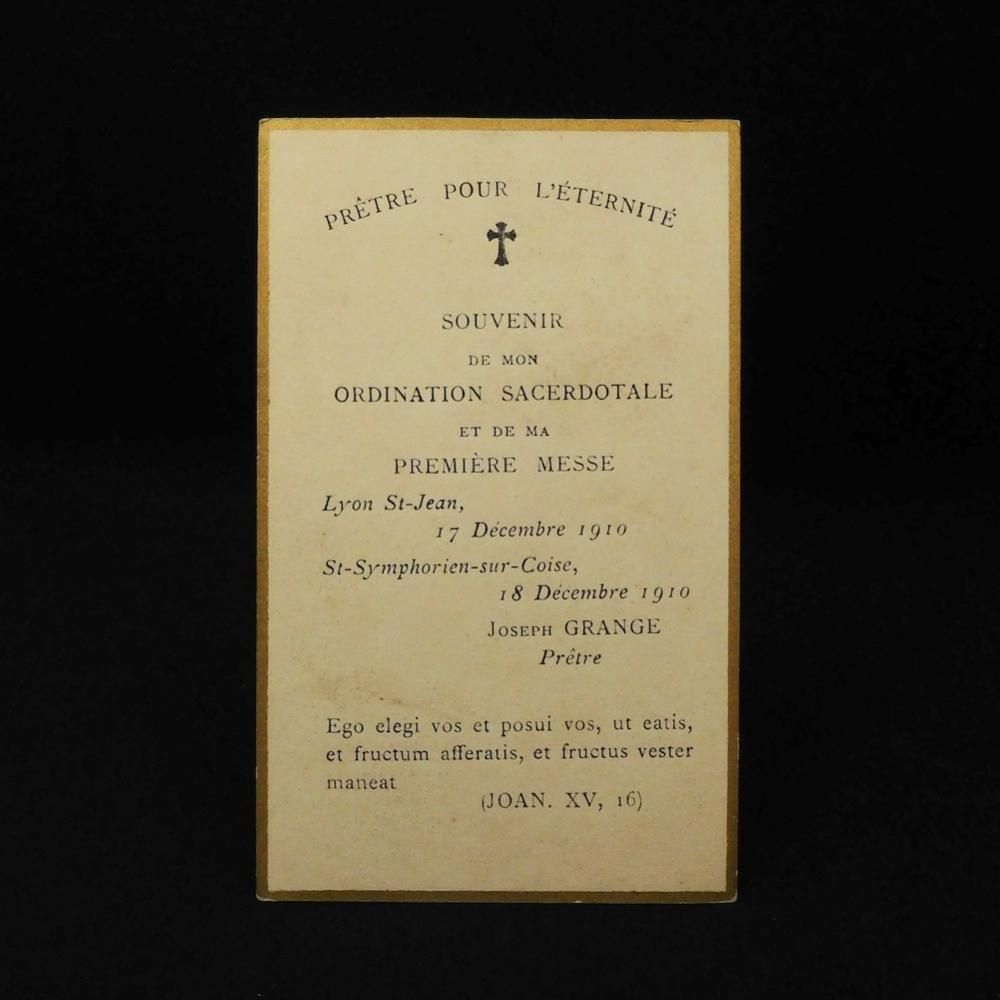 PRÊTRE POUR L'ÉTERNITÉ
SOUVENIR
DE MON
ORDINATION SACERDOTALE
ET DE MA
PREMIÈRE MESSE
Lyon St-Jean,
17 Décembre 1910
St-Symphorien-sur-Coise,
18 Décembre 1910
JOSEPH GRANGE
Prêtre
Ego elegi vos et posui vos, ut eatis,
et fructum afferatis, et fructus vester
maneat
(JOAN. XV, 16)